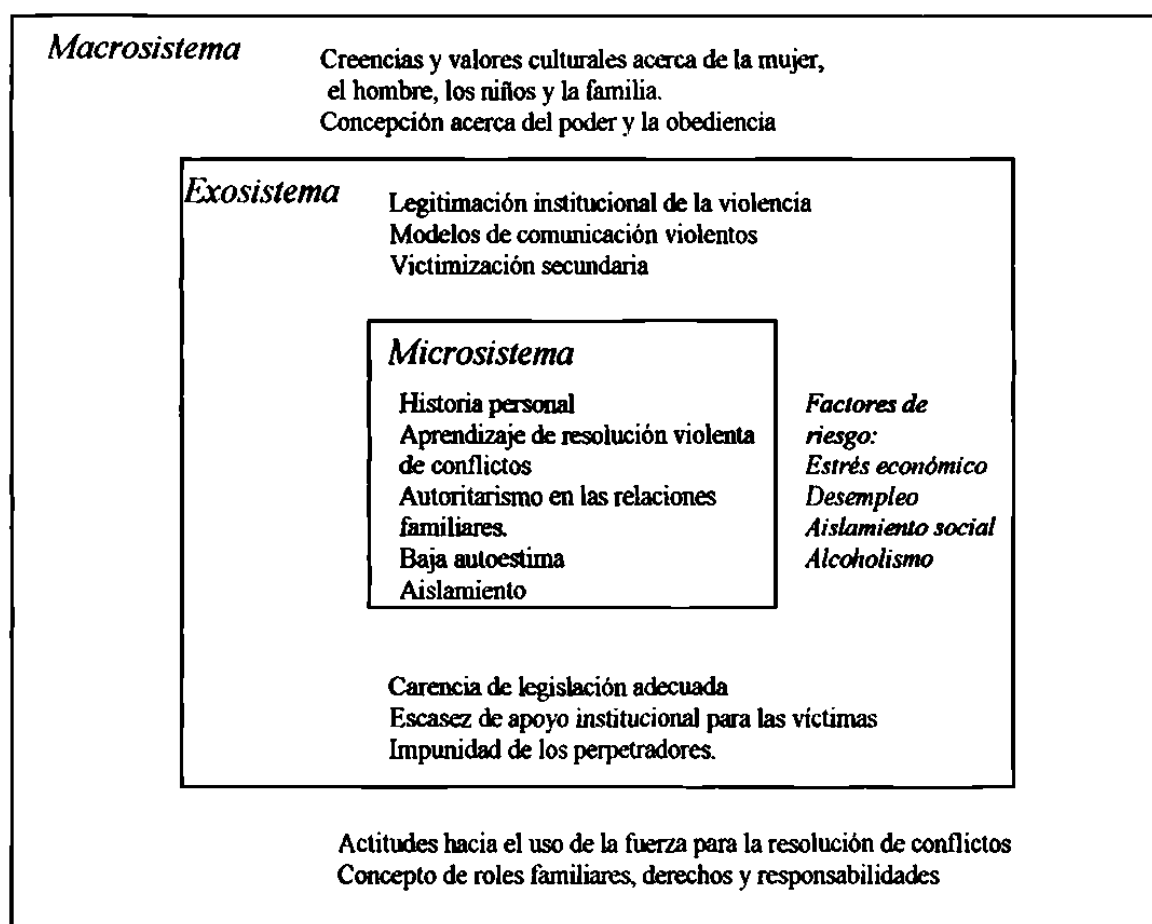 Macrosistema
Creencias y valores culturales acerca de la mujer,
el hombre, los niños y la familia.
Concepción acerca del poder y la obediencia
Exosistema
Legitimación institucional de la violencia
Modelos de comunicación violentos
Victimización secundaria
Microsistema
Historia personal
Aprendizaje de resolución violenta
de conflictos
Autoritarismo en las relaciones
familiares.
Baja autoestima
Aislamiento
Factores de
riesgo:
Estrés económico
Desempleo
Aislamiento social
Alcoholismo
Carencia de legislación adecuada
Escasez de apoyo institucional para las víctimas
Impunidad de los perpetradores.
Actitudes hacia el uso de la fuerza para la resolución de conflictos
Concepto de roles familiares, derechos y responsabilidades